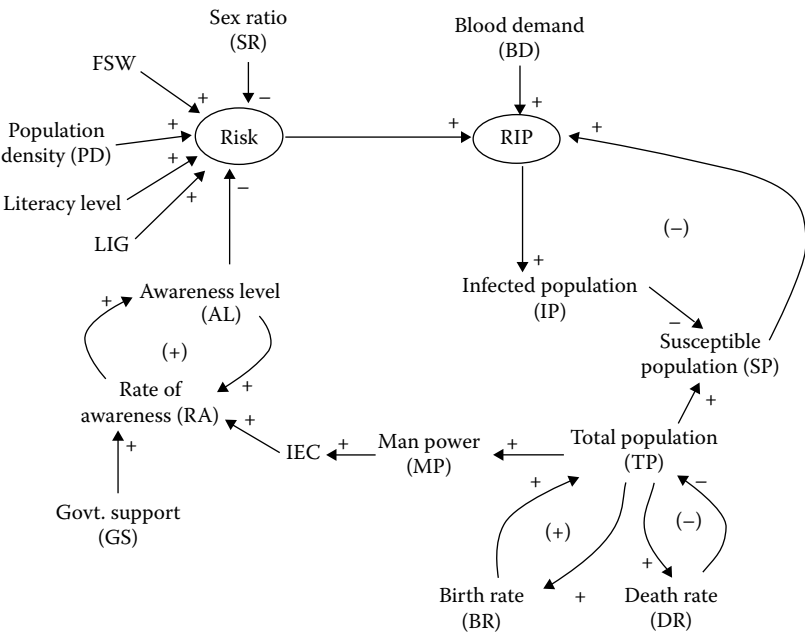 Sex ratio
(SR)
Blood demand
(BD)
FSW
+
–
+
Population
density (PD)
+
Risk
+
RIP
+
+
Literacy level
+
–
LIG
(–)
+
Awareness level
(AL)
+
Infected population
(IP)
–
Susceptible
population (SP)
(+)
Rate of
awareness (RA)
+
+
+
+
IEC
+
Man power
(MP)
+
Total population
(TP)
Govt. support
(GS)
+
(+)
–
(–)
+
Birth rate
(BR)
+
Death rate
(DR)